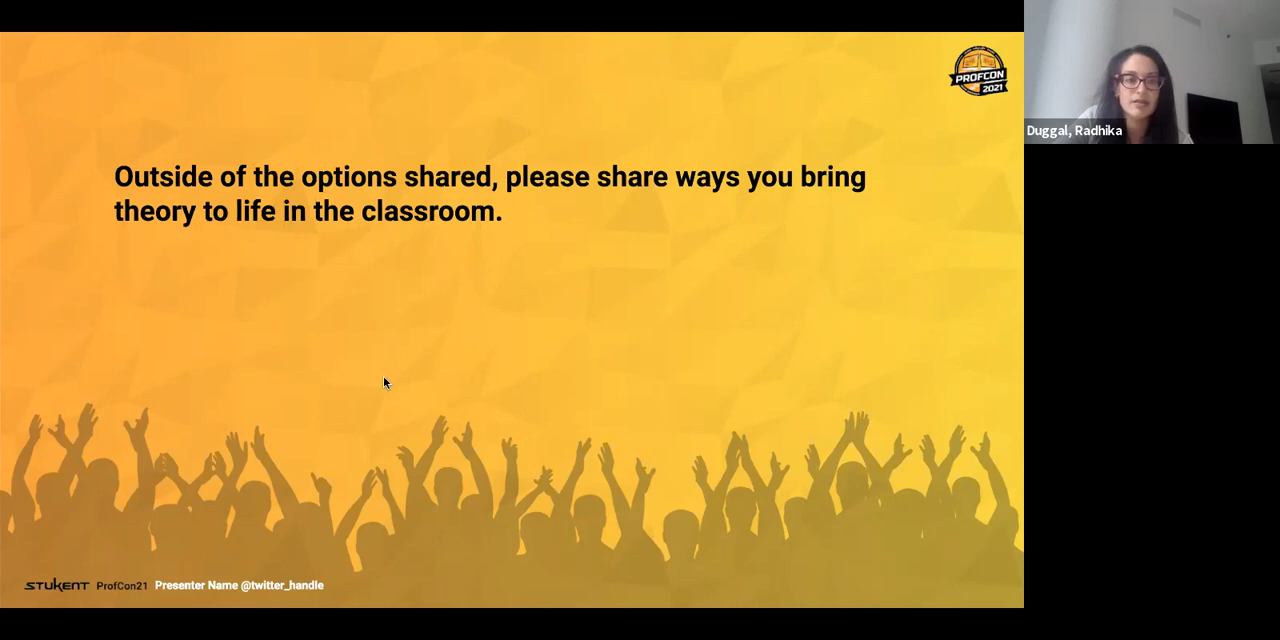 PROFCON
2021
Duggal, Radhika
Outside of the options shared, please share ways you bring
theory to life in the classroom.
STUKENT ProfCon21 Presenter Name @twitter_handle